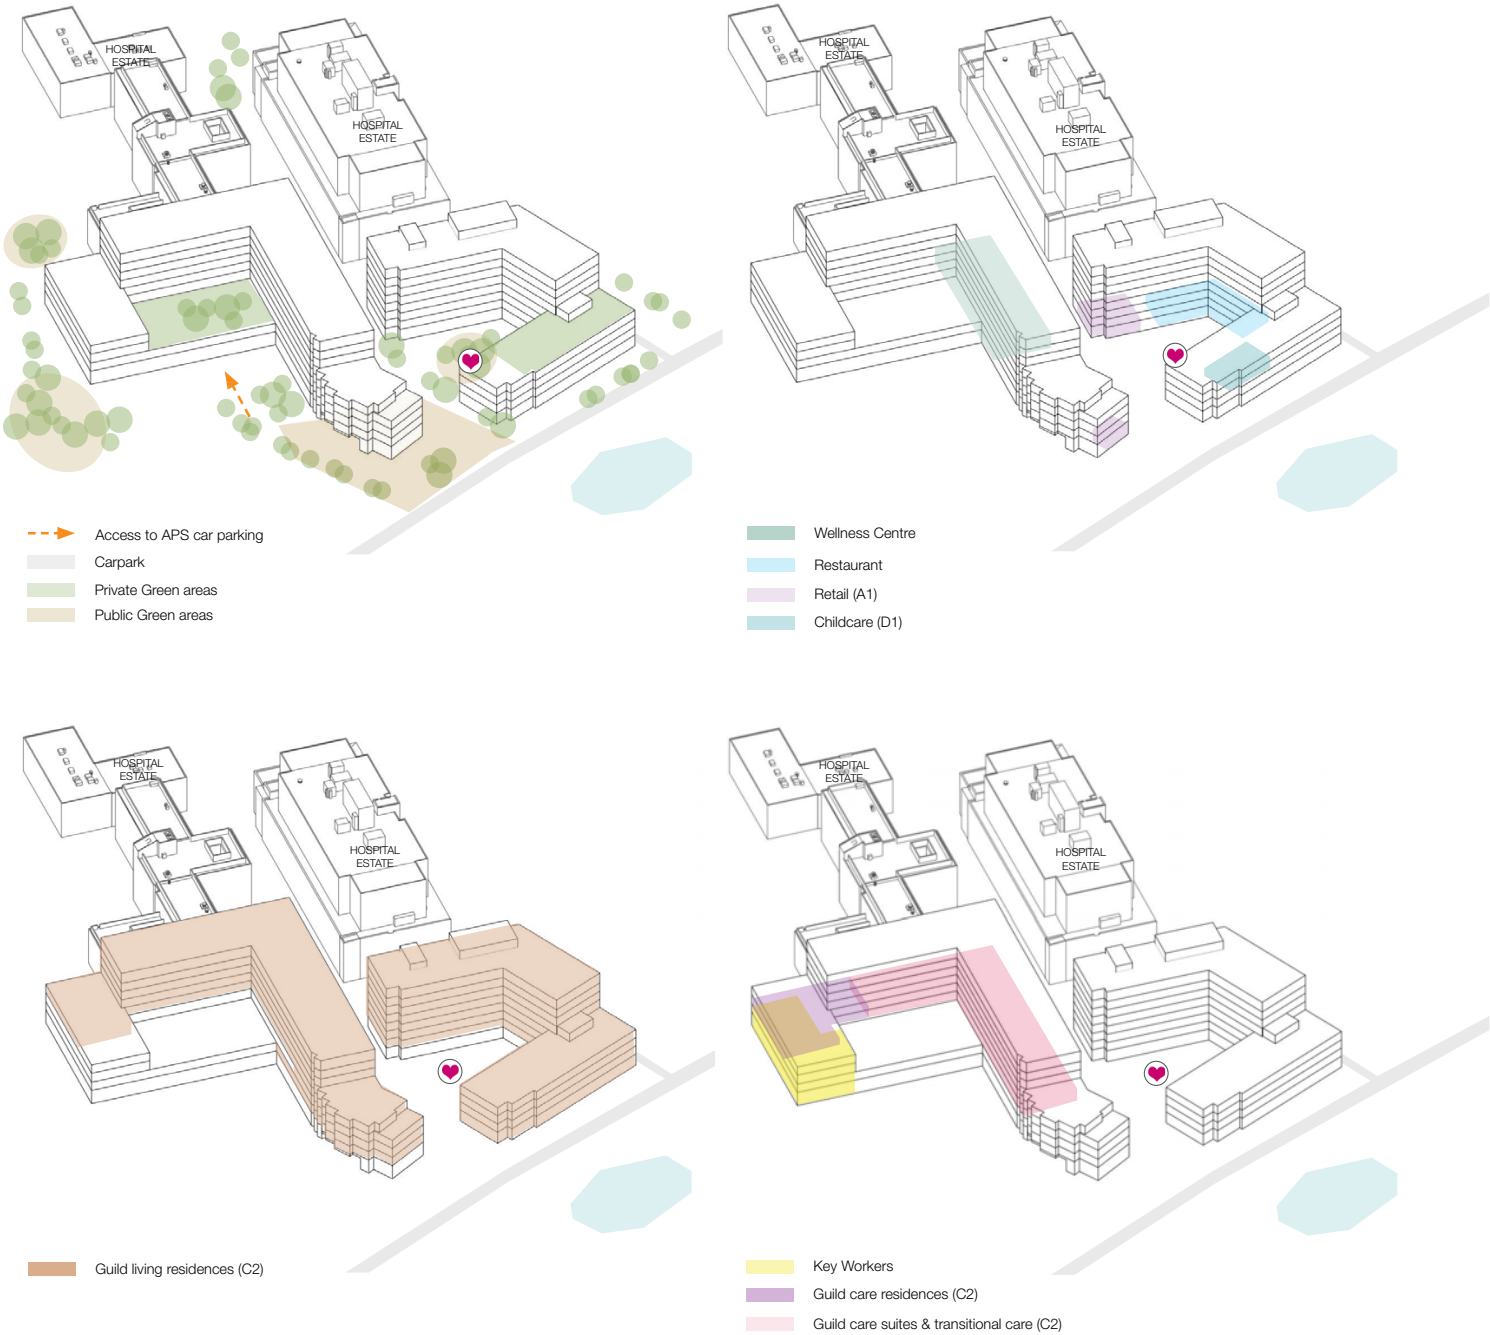 HOSPITAL
ESTATE
HOSPITAL
ESTATE
Access to APS car parking
Carpark
Private Green areas
Public Green areas
HOSPITAL
ESTATE
HOSPITAL
ESTATE
Wellness Centre
Restaurant
Retail (A1)
Childcare (D1)
HOSPITAL
ESTATE
HOSPITAL
ESTATE
Guild living residences (C2)
HOSPITAL
ESTATE
HOSPITAL
ESTATE
Key Workers
Guild care residences (C2)
Guild care suites & transitional care (C2)